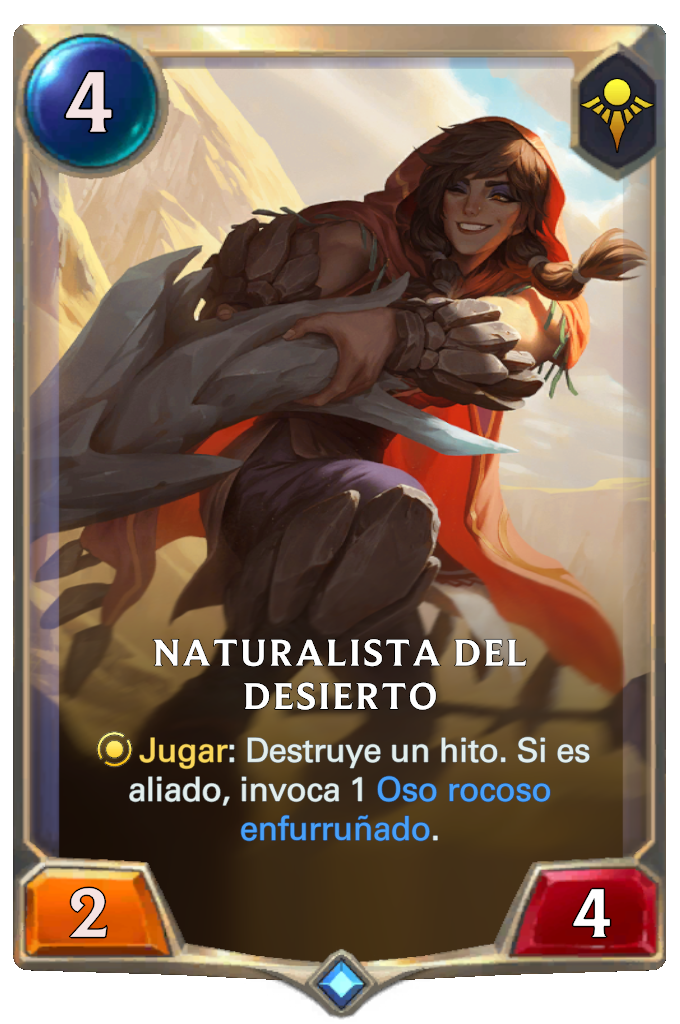 4
NATURALISTA DEL
DESIERTO
Jugar: Destruye un hito. Si es
aliado, invoca 1 Oso rocoso
enfurruñado.
2
4